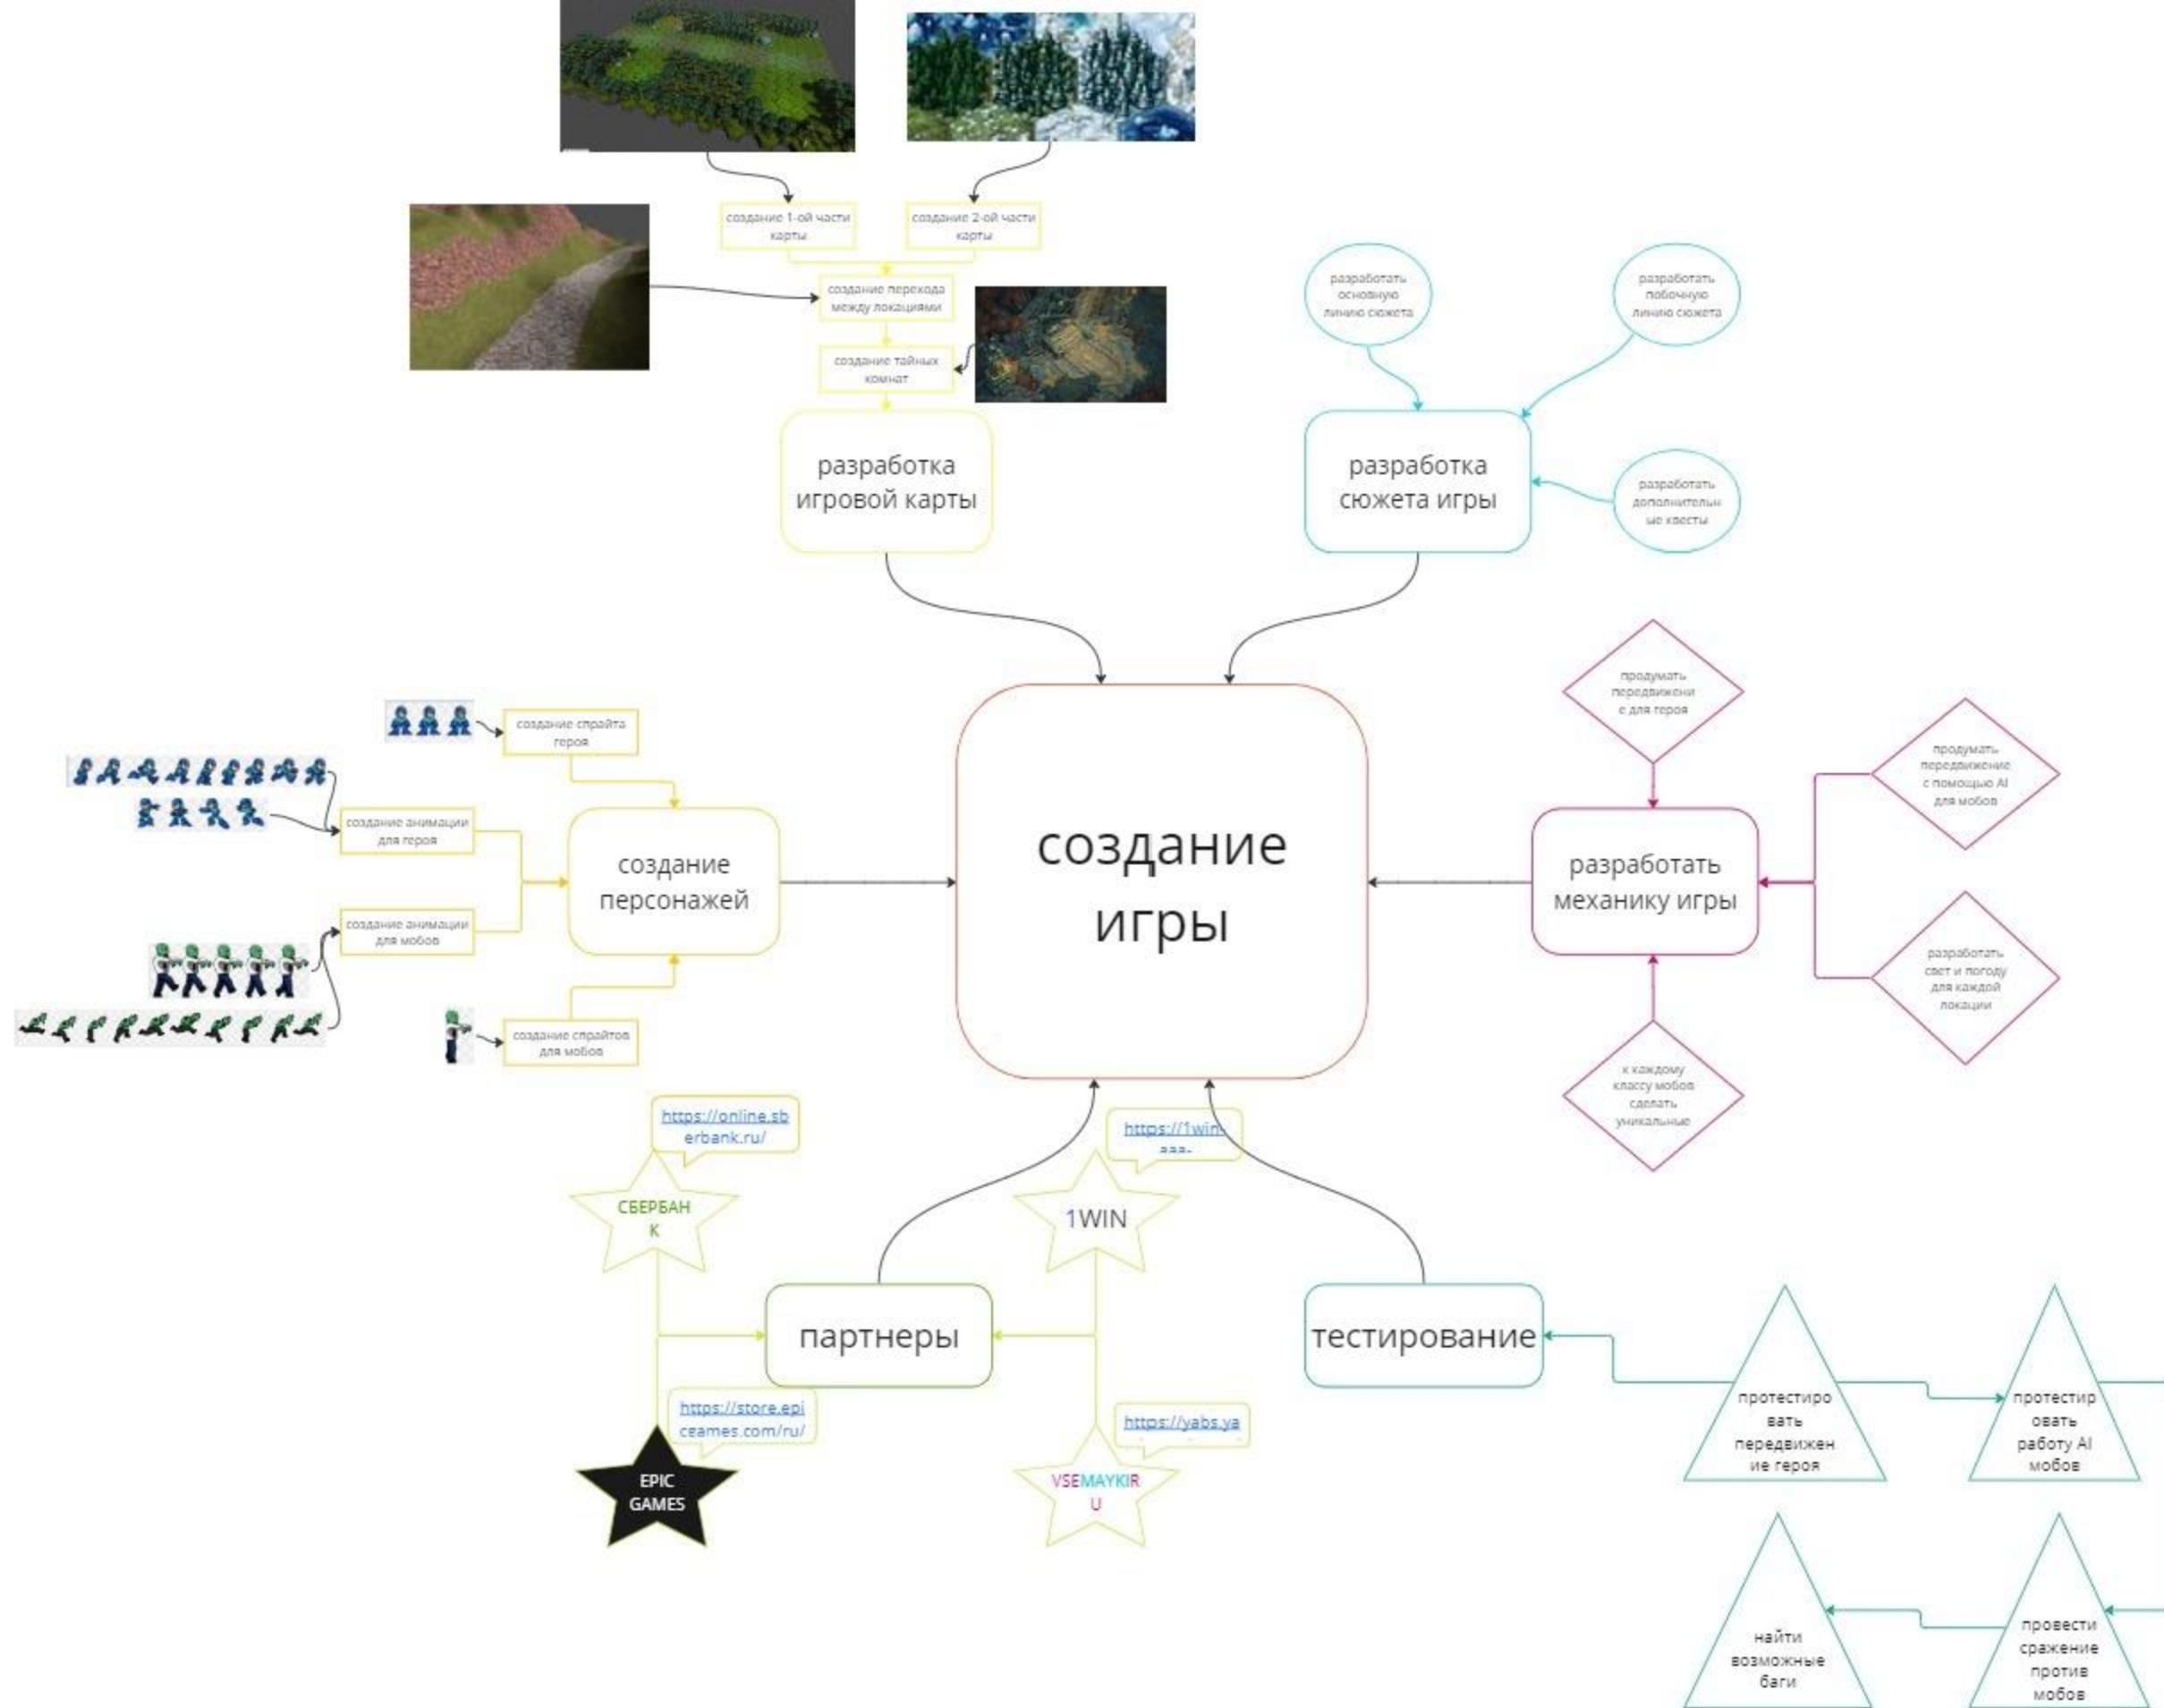 создание 1-ой части
карты
создание 2-ой части
карты
создание перехода
между локациями
создание тайных
комнат
разработка
игровой карты
разработать
основную
линию сюжета
разработать
побочную
линию сюжета
разработать
дополнительн
ые квесты
разработка
сюжета игры
создание спрайта
героя
создание анимации
для героя
создание анимации
для мобов
создание спрайтов
для мобов
создание
персонажей
создание
игры
продумать
передвижени
е для героя
продумать
передвижение
с помощью AI
для мобов
разработать
свет и погоду
для каждой
локации
к каждому
классу мобов
сделать
уникальные
разработать
механику игры
https://online.sb
erbank.ru/
СБЕРБАН
К
https://1win-
aaa-
1WIN
партнеры
https://store.epi
cgames.com/ru/
EPIC
GAMES
https://yabs.ya
VSEMAYKIR
U
тестирование
протестиро
вать
передвижен
ие героя
протестир
овать
работу AI
мобов
найти
возможные
баги
провести
сражение
против
мобов